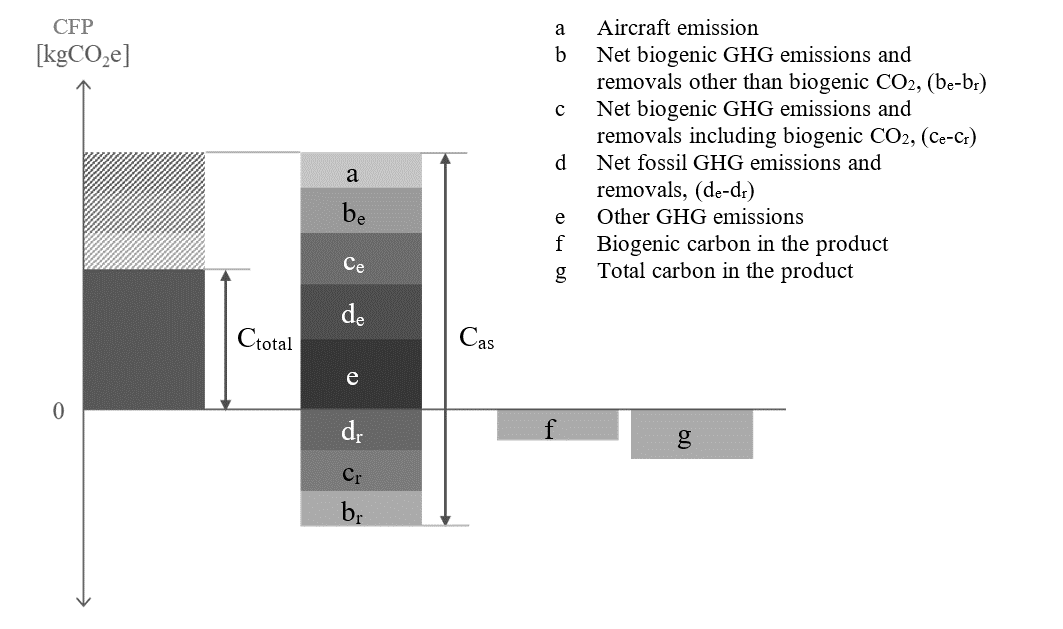 CFP
[kgCO₂e]
a Aircraft emission
b Net biogenic GHG emissions and
removals other than biogenic CO₂, (bₑ-bᵣ)
c Net biogenic GHG emissions and
removals including biogenic CO₂, (cₑ-cᵣ)
d Net fossil GHG emissions and
removals, (dₑ-dᵣ)
e Other GHG emissions
f Biogenic carbon in the product
g Total carbon in the product
a
bₑ
cₑ
dₑ
Cₜₒₜₐₗ
Cₐₛ
e
0
dᵣ
f
g
cᵣ
bᵣ